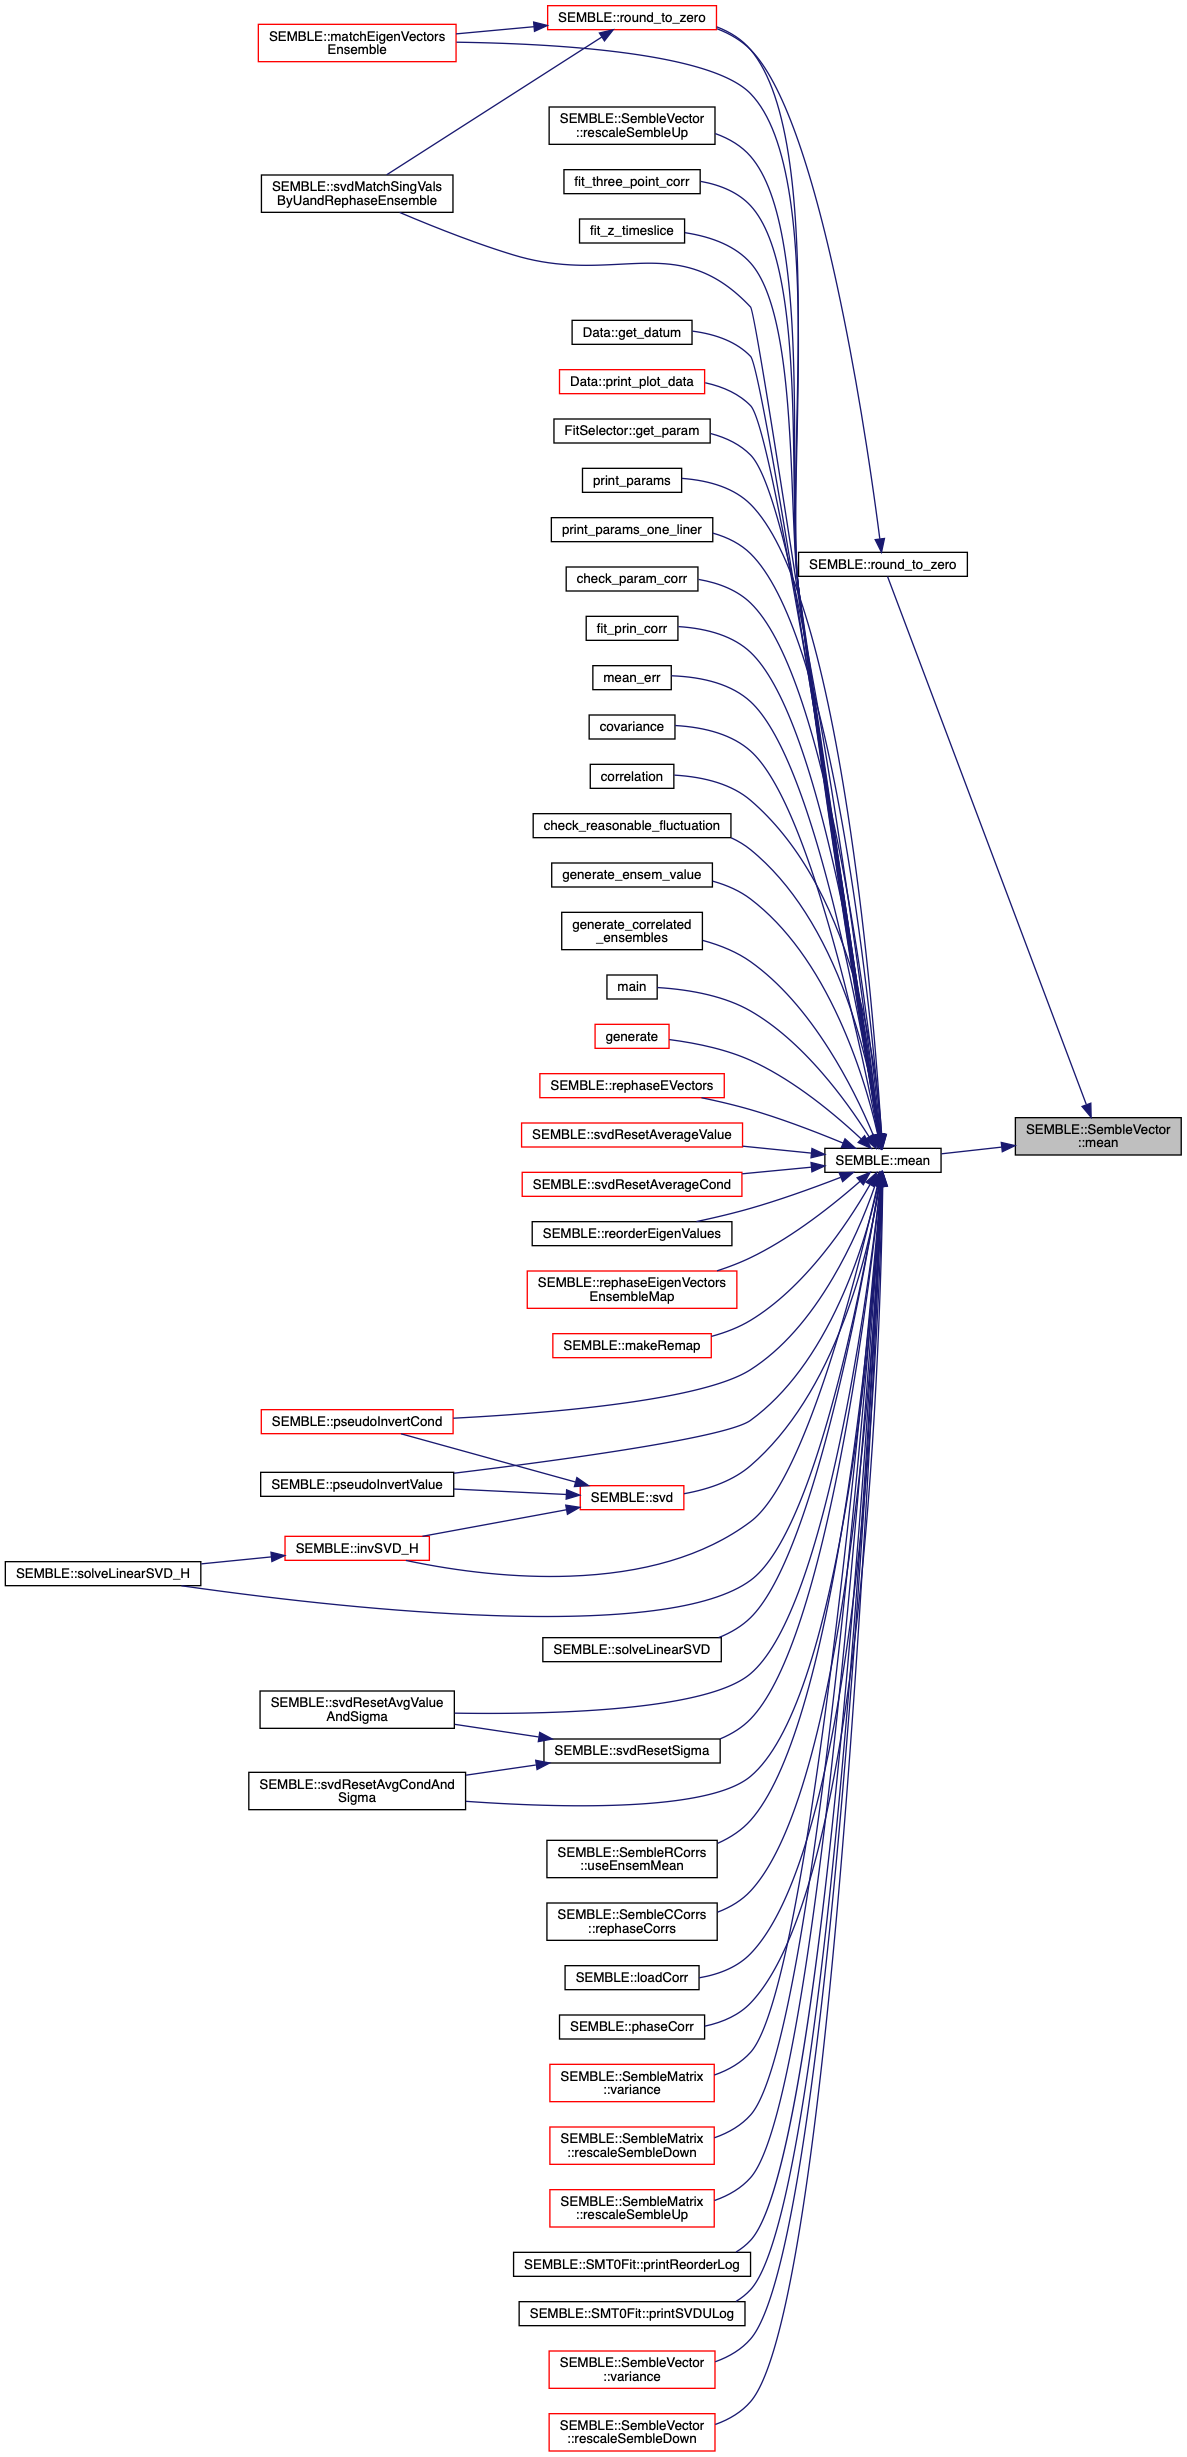 SEMBLE::round_to_zero
SEMBLE::matchEigenVectors
Ensemble
SEMBLE::SembleVector
::rescaleSembleUp
fit_three_point_corr
SEMBLE::svdMatchSingVals
ByUandRephaseEnsemble
fit_z_timeslice
Data::get_datum
Data::print_plot_data
FitSelector::get_param
print_params
print_params_one_liner
SEMBLE::round_to_zero
check_param_corr
fit_prin_corr
mean_err
covariance
correlation
check_reasonable_fluctuation
generate_ensem_value
generate_correlated
_ensembles
main
generate
SEMBLE::rephaseEVectors
SEMBLE::svdResetAverageValue
SEMBLE::SembleVector
::mean
SEMBLE::mean
SEMBLE::svdResetAverageCond
SEMBLE::reorderEigenValues
SEMBLE::rephaseEigenVectors
EnsembleMap
SEMBLE::makeRemap
SEMBLE::pseudoInvertCond
SEMBLE::pseudoInvertValue
SEMBLE::svd
SEMBLE::invSVD_H
SEMBLE::solveLinearSVD_H
SEMBLE::solveLinearSVD
SEMBLE::svdResetAvgValue
AndSigma
SEMBLE::svdResetSigma
SEMBLE::svdResetAvgCondAnd
Sigma
SEMBLE::SembleRCorrs
::useEnsemMean
SEMBLE::SembleCCorrs
::rephaseCorrs
SEMBLE::loadCorr
SEMBLE::phaseCorr
SEMBLE::SembleMatrix
::variance
SEMBLE::SembleMatrix
::rescaleSembleDown
SEMBLE::SembleMatrix
::rescaleSembleUp
SEMBLE::SMT0Fit::printReorderLog
SEMBLE::SMT0Fit::printSVDULog
SEMBLE::SembleVector
::variance
SEMBLE::SembleVector
::rescaleSembleDown